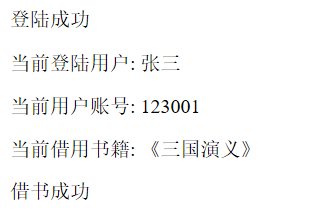 登陆成功
当前登陆用户: 张三
当前用户账号: 123001
当前借用书籍: 《三国演义》
借书成功